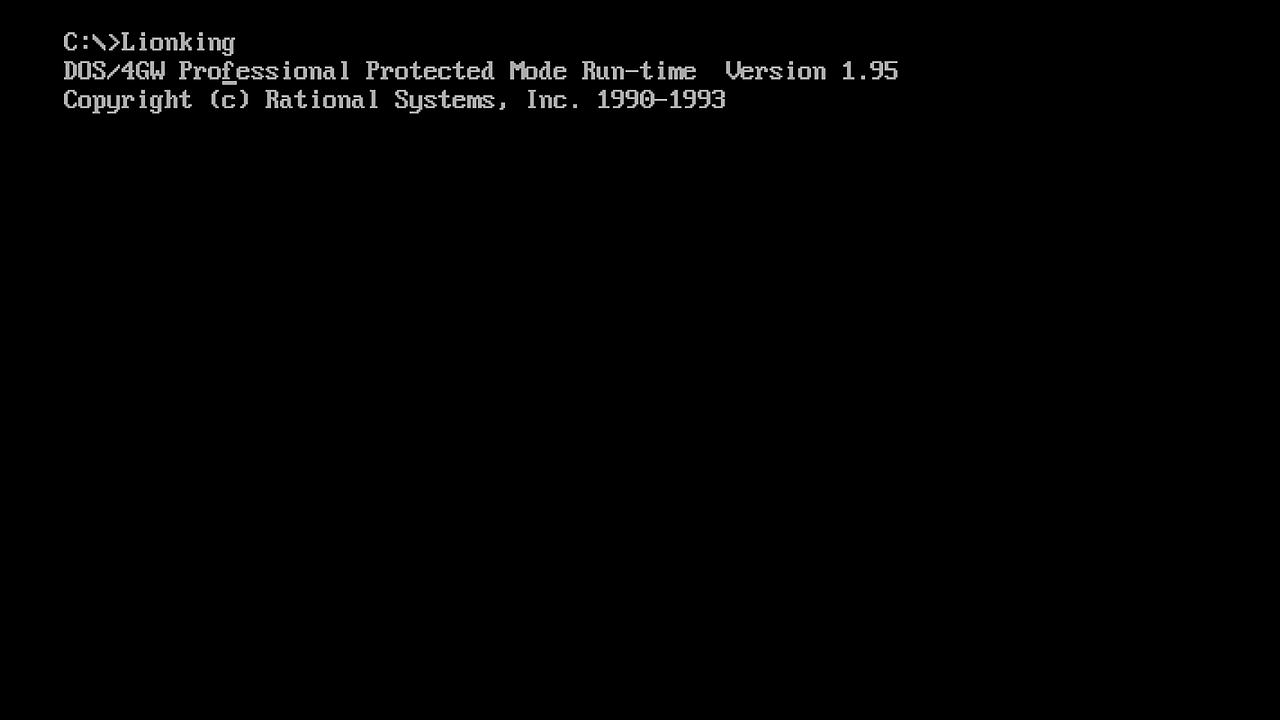 C:\>Lionking
DOS/4GW Professional Protected Mode Run-time  Version 1.95
Copyright (c) Rational Systems, Inc. 1990-1993